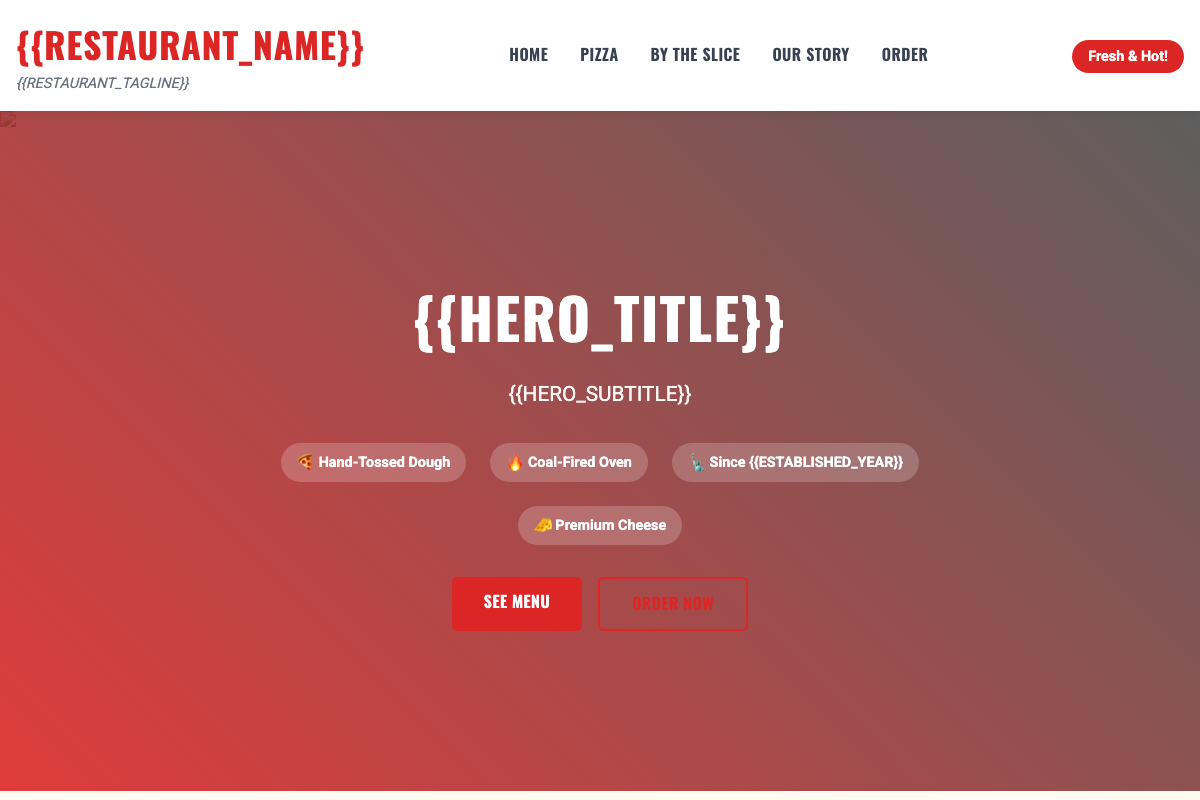 {{RESTAURANT_NAME}}
{{RESTAURANT_TAGLINE}}
HOME PIZZA BY THE SLICE OUR STORY ORDER
Fresh & Hot!
{{HERO_TITLE}}
{{HERO_SUBTITLE}}
🍕 Hand-Tossed Dough 🔥 Coal-Fired Oven 🗽 Since {{ESTABLISHED_YEAR}}
🧀 Premium Cheese
SEE MENU ORDER NOW